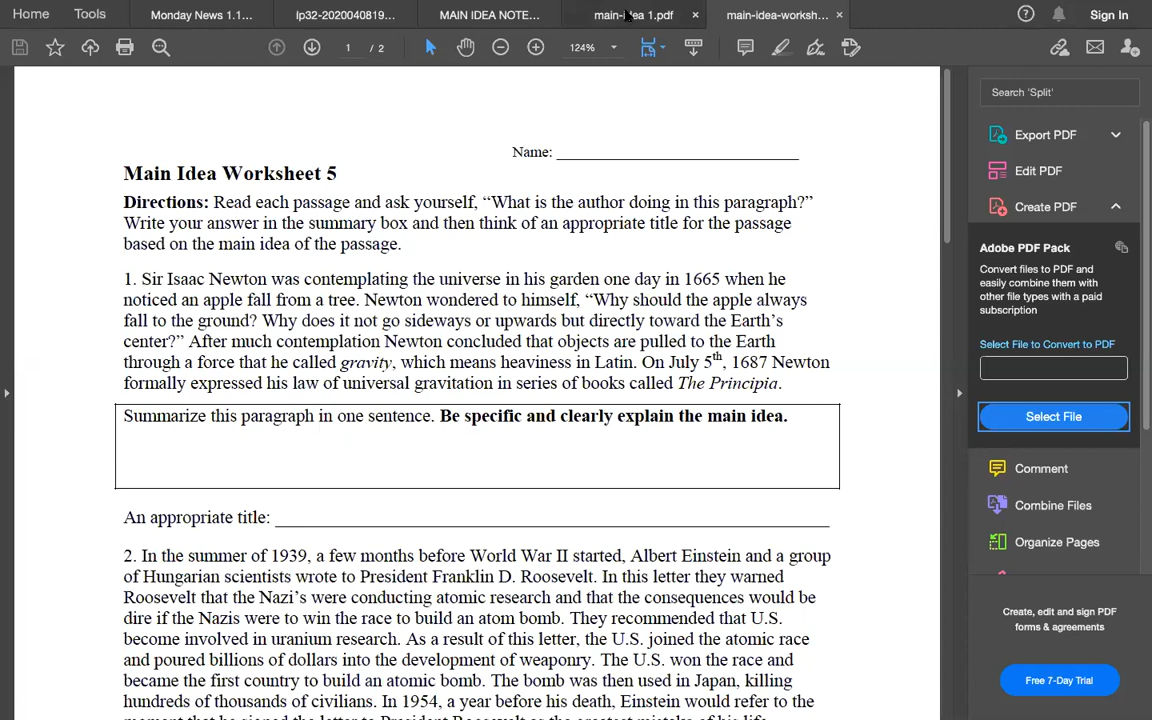 Home Tools Monday News 1.1... lp32-2020040819... MAIN IDEA NOTE... main-idea 1.pdf × main-idea-worksh... × Sign In
1 / 2 124%
Search 'Split'
Export PDF
Edit PDF
Create PDF
Adobe PDF Pack
Convert files to PDF and
easily combine them with
other file types with a paid
subscription
Select File to Convert to PDF
Select File
Comment
Combine Files
Organize Pages
Create, edit and sign PDF
forms & agreements
Free 7-Day Trial
Name:
Main Idea Worksheet 5
Directions: Read each passage and ask yourself, “What is the author doing in this paragraph?”
Write your answer in the summary box and then think of an appropriate title for the passage
based on the main idea of the passage.
1. Sir Isaac Newton was contemplating the universe in his garden one day in 1665 when he
noticed an apple fall from a tree. Newton wondered to himself, “Why should the apple always
fall to the ground? Why does it not go sideways or upwards but directly toward the Earth’s
center?” After much contemplation Newton concluded that objects are pulled to the Earth
through a force that he called gravity, which means heaviness in Latin. On July 5th, 1687 Newton
formally expressed his law of universal gravitation in series of books called The Principia.
Summarize this paragraph in one sentence. Be specific and clearly explain the main idea.
An appropriate title:
2. In the summer of 1939, a few months before World War II started, Albert Einstein and a group
of Hungarian scientists wrote to President Franklin D. Roosevelt. In this letter they warned
Roosevelt that the Nazi’s were conducting atomic research and that the consequences would be
dire if the Nazis were to win the race to build an atom bomb. They recommended that U.S.
become involved in uranium research. As a result of this letter, the U.S. joined the atomic race
and poured billions of dollars into the development of weaponry. The U.S. won the race and
became the first country to build an atomic bomb. The bomb was then used in Japan, killing
hundreds of thousands of civilians. In 1954, a year before his death, Einstein would refer to the
moment that he signed the letter to President Roosevelt as the greatest mistake of his life.